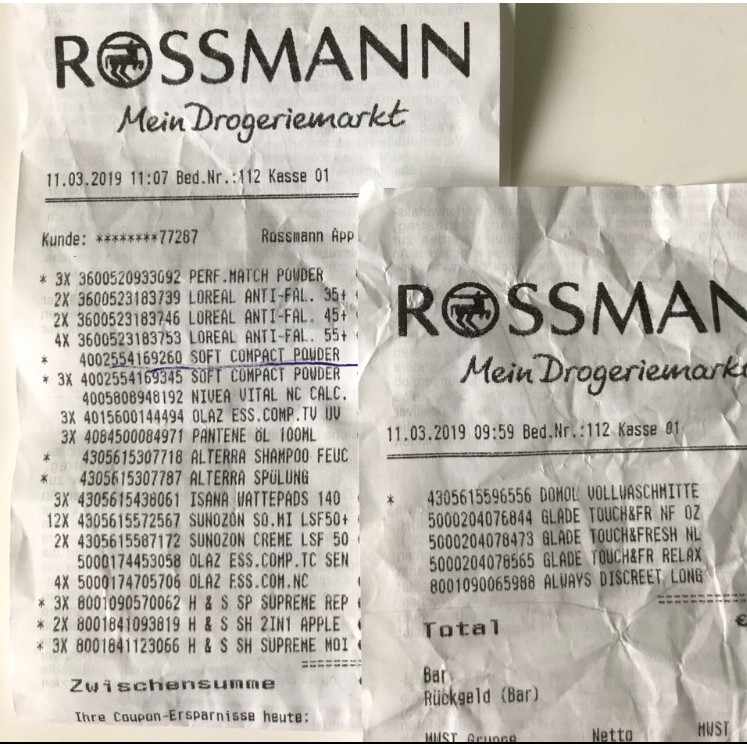 ROSSMANN
Mein Drogeriemarkt
11.03.2019 11:07 Bed.Nr.:112 Kasse 01
Kunde: ********77287 Rossmann App
* 3X 3600520933092 PERF.MATCH POWDER
2X 3600523183739 LOREAL ANTI-FAL. 35+
2X 3600523183746 LOREAL ANTI-FAL. 45+
4X 3600523183753 LOREAL ANTI-FAL. 55+
* 4002554169260 SOFT COMPACT POWDER
* 3X 4002554169345 SOFT COMPACT POWDER
4005808948192 NIVEA VITAL NC CALC.
3X 4015600144494 OLAZ ESS.COMP.TV UV
3X 4084500084971 PANTENE ÖL 100ML
* 4305615307718 ALTERRA SHAMPOO FEUC
* 4305615307787 ALTERRA SPÜLUNG
3X 4305615438061 ISANA WATTEPADS 140
12X 4305615572567 SUNOZON SO.MI LSF50+
2X 4305615587172 SUNOZON CREME LSF 50
5000174453058 OLAZ ESS.COMP.TC SEN
4X 5000174705706 OLAZ ESS.COM.NC
* 3X 8001090570062 H & S SP SUPREME REP
* 2X 8001841093819 H & S SH 2IN1 APPLE
* 3X 8001841123066 H & S SH SUPREME MOI
========
Zwischensumme
Ihre Coupon-Ersparnisse heute:
ROSSMAN
Mein Drogeriemarkt
11.03.2019 09:59 Bed.Nr.:112 Kasse 01
* 4305615596556 DOMOL VOLLWASCHMITTE
5000204076844 GLADE TOUCH&FR NF OZ
5000204078473 GLADE TOUCH&FRESH NL
5000204078565 GLADE TOUCH&FR RELAX
8001090065988 ALWAYS DISCREET LONG
Total €
Bar
Rückgeld (Bar)
MWST Gruppe Netto MWST